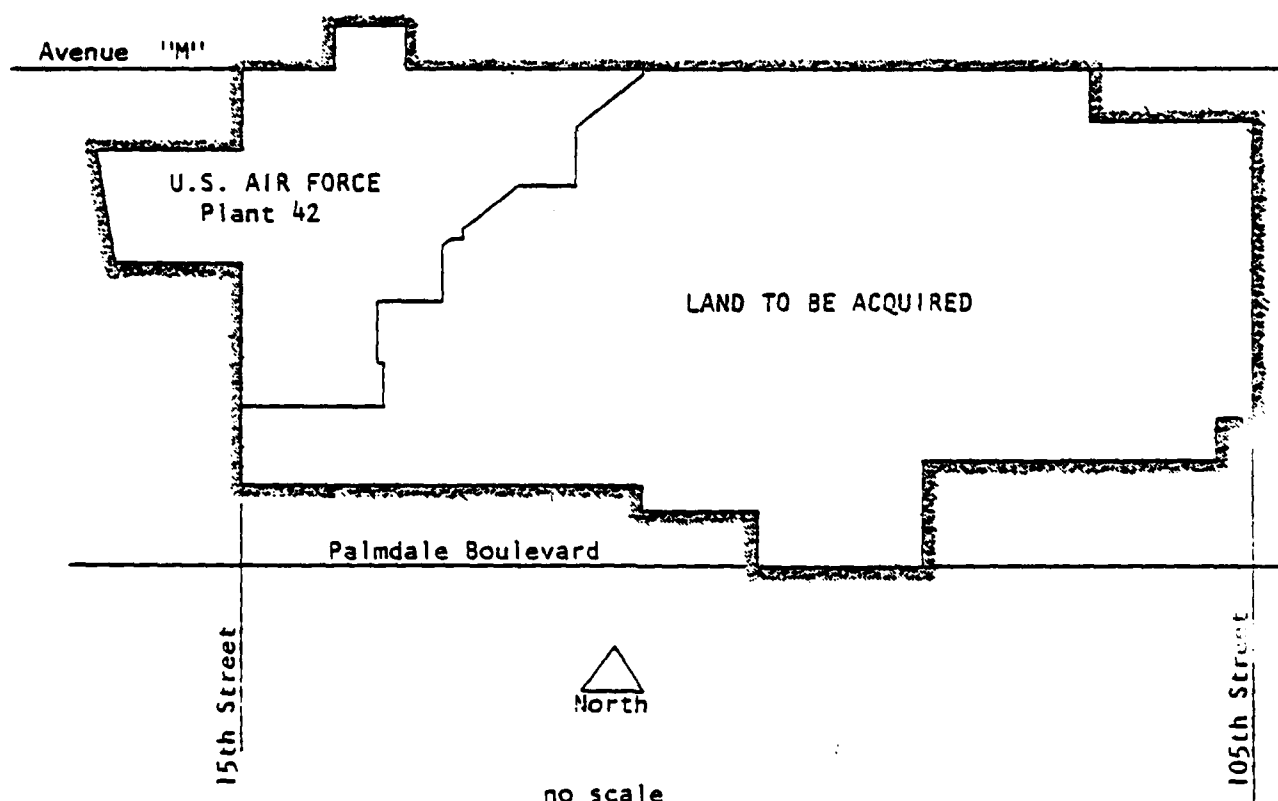 Avenue "M"
U.S. AIR FORCE
Plant 42
LAND TO BE ACQUIRED
Palmdale Boulevard
15th Street
North
105th Street
no scale